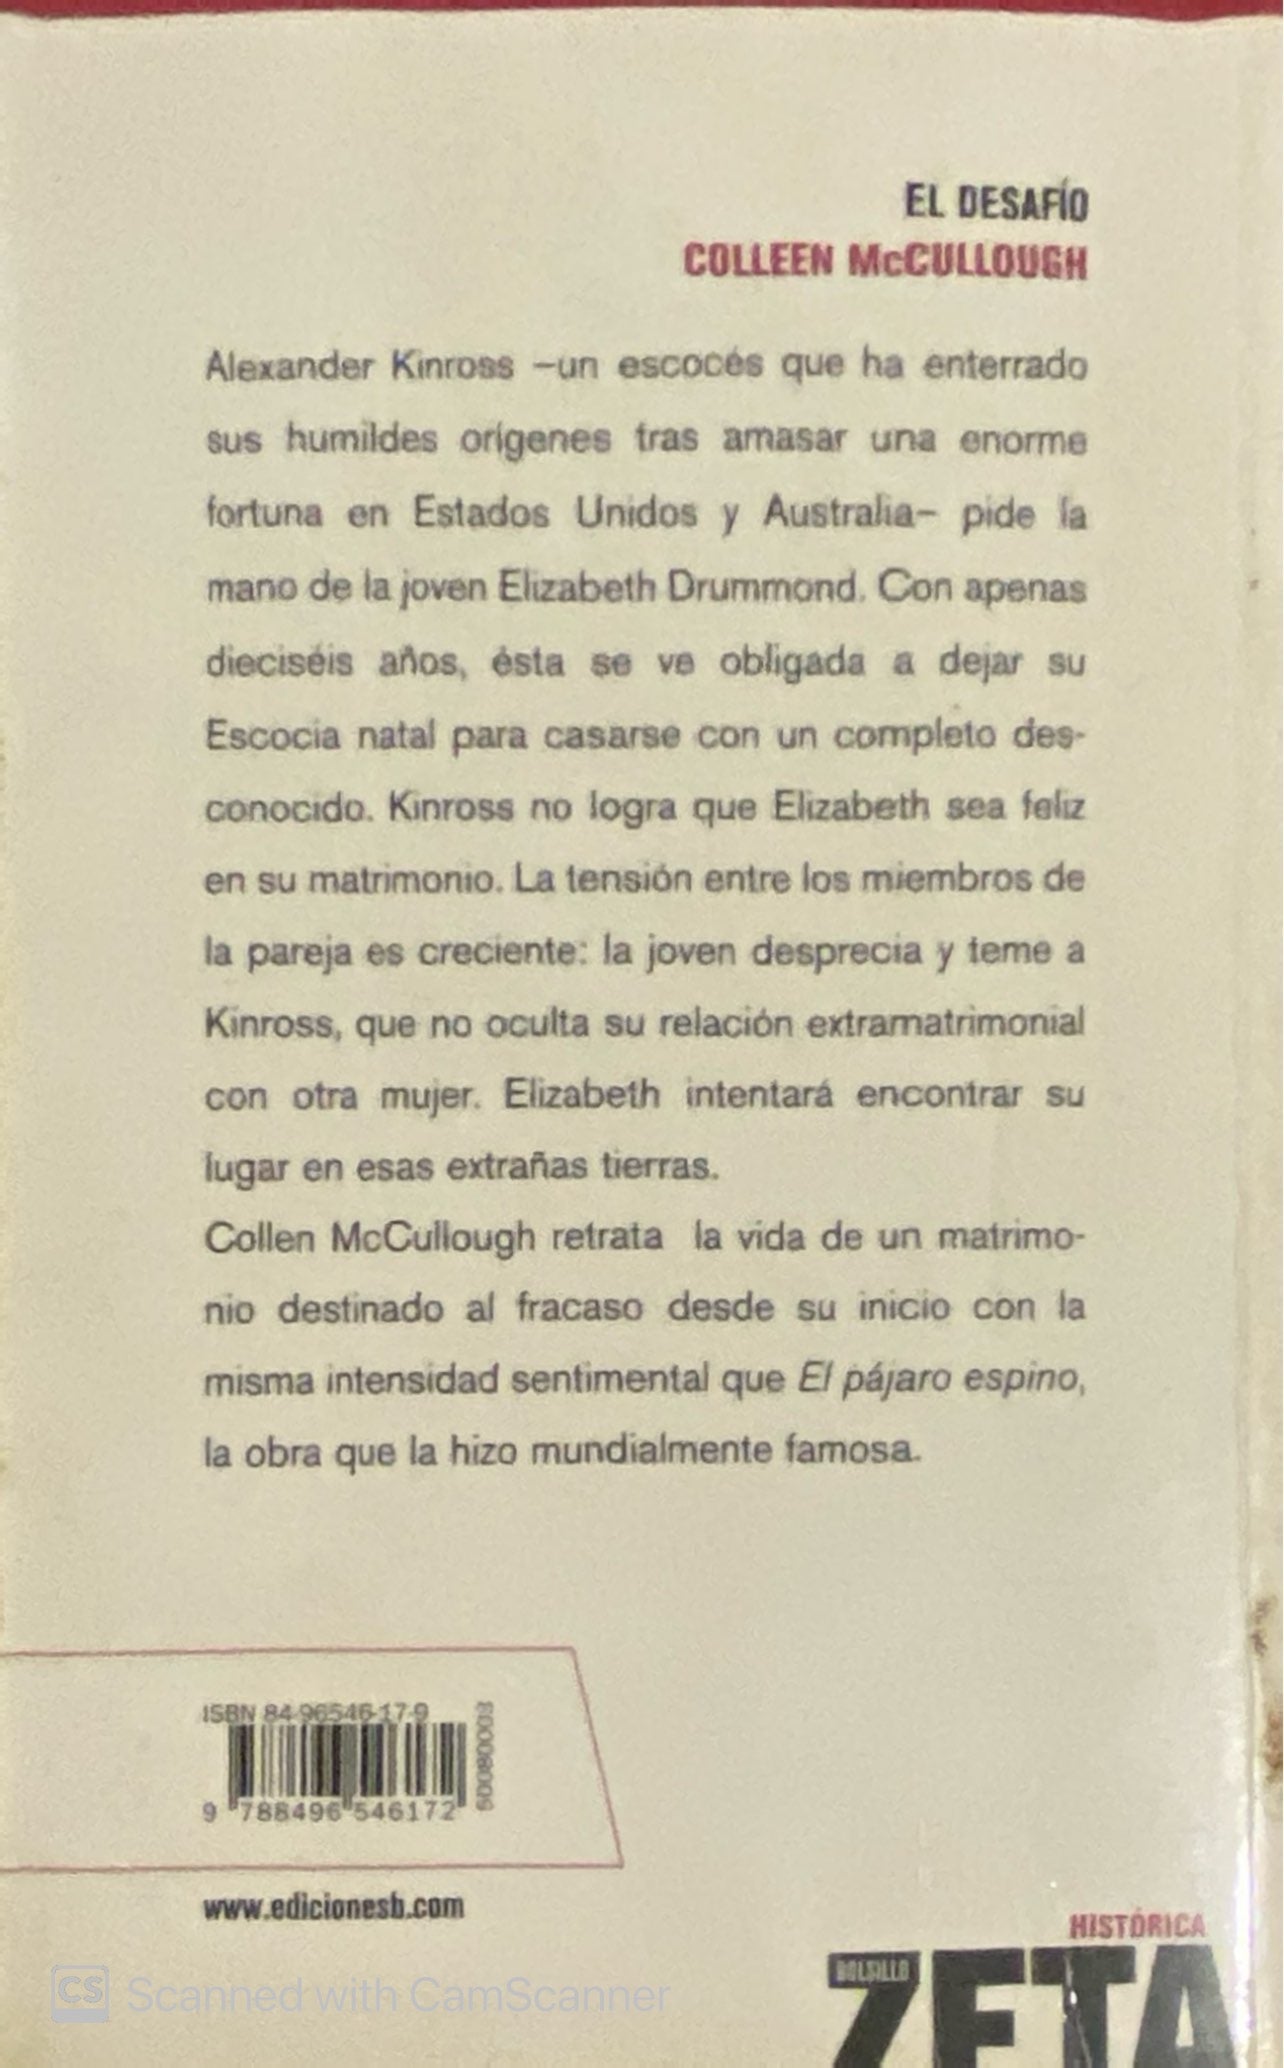 EL DESAFÍO
COLLEEN McCULLOUGH
Alexander Kinross –un escocés que ha enterrado
sus humildes orígenes tras amasar una enorme
fortuna en Estados Unidos y Australia– pide la
mano de la joven Elizabeth Drummond. Con apenas
dieciséis años, ésta se ve obligada a dejar su
Escocia natal para casarse con un completo des-
conocido. Kinross no logra que Elizabeth sea feliz
en su matrimonio. La tensión entre los miembros de
la pareja es creciente: la joven desprecia y teme a
Kinross, que no oculta su relación extramatrimonial
con otra mujer. Elizabeth intentará encontrar su
lugar en esas extrañas tierras.
Collen McCullough retrata la vida de un matrimo-
nio destinado al fracaso desde su inicio con la
misma intensidad sentimental que El pájaro espino,
la obra que la hizo mundialmente famosa.
ISBN 84-96546-17-9
9 788496 546172
www.edicionesb.com
HISTÓRICA
BOLSILLO
ZETA
CS Scanned with CamScanner